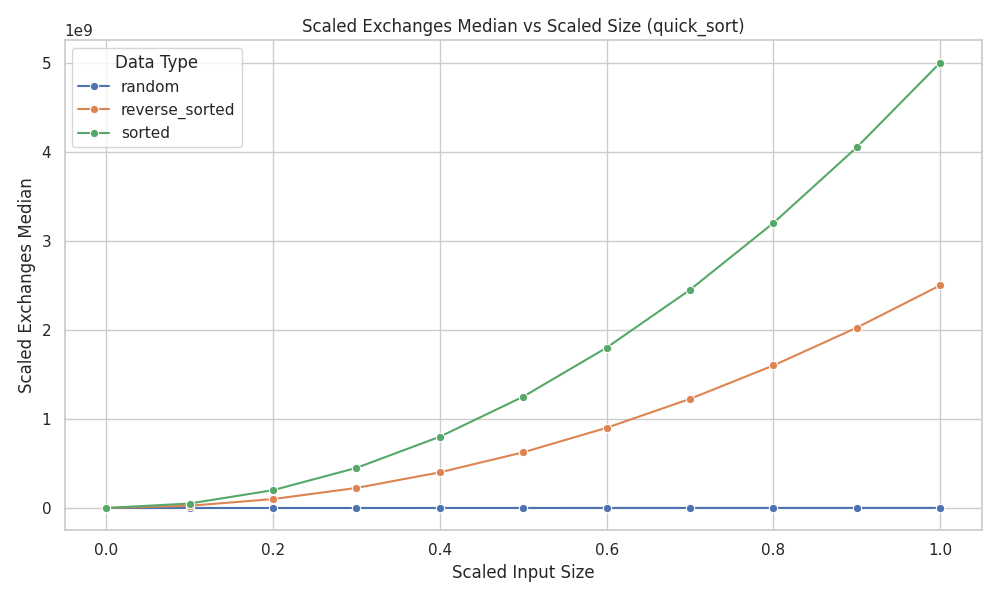 Scaled Exchanges Median vs Scaled Size (quick_sort)
1e9
Data Type
random
reverse_sorted
sorted
5
4
3
2
1
0
Scaled Exchanges Median
0.0 0.2 0.4 0.6 0.8 1.0
Scaled Input Size